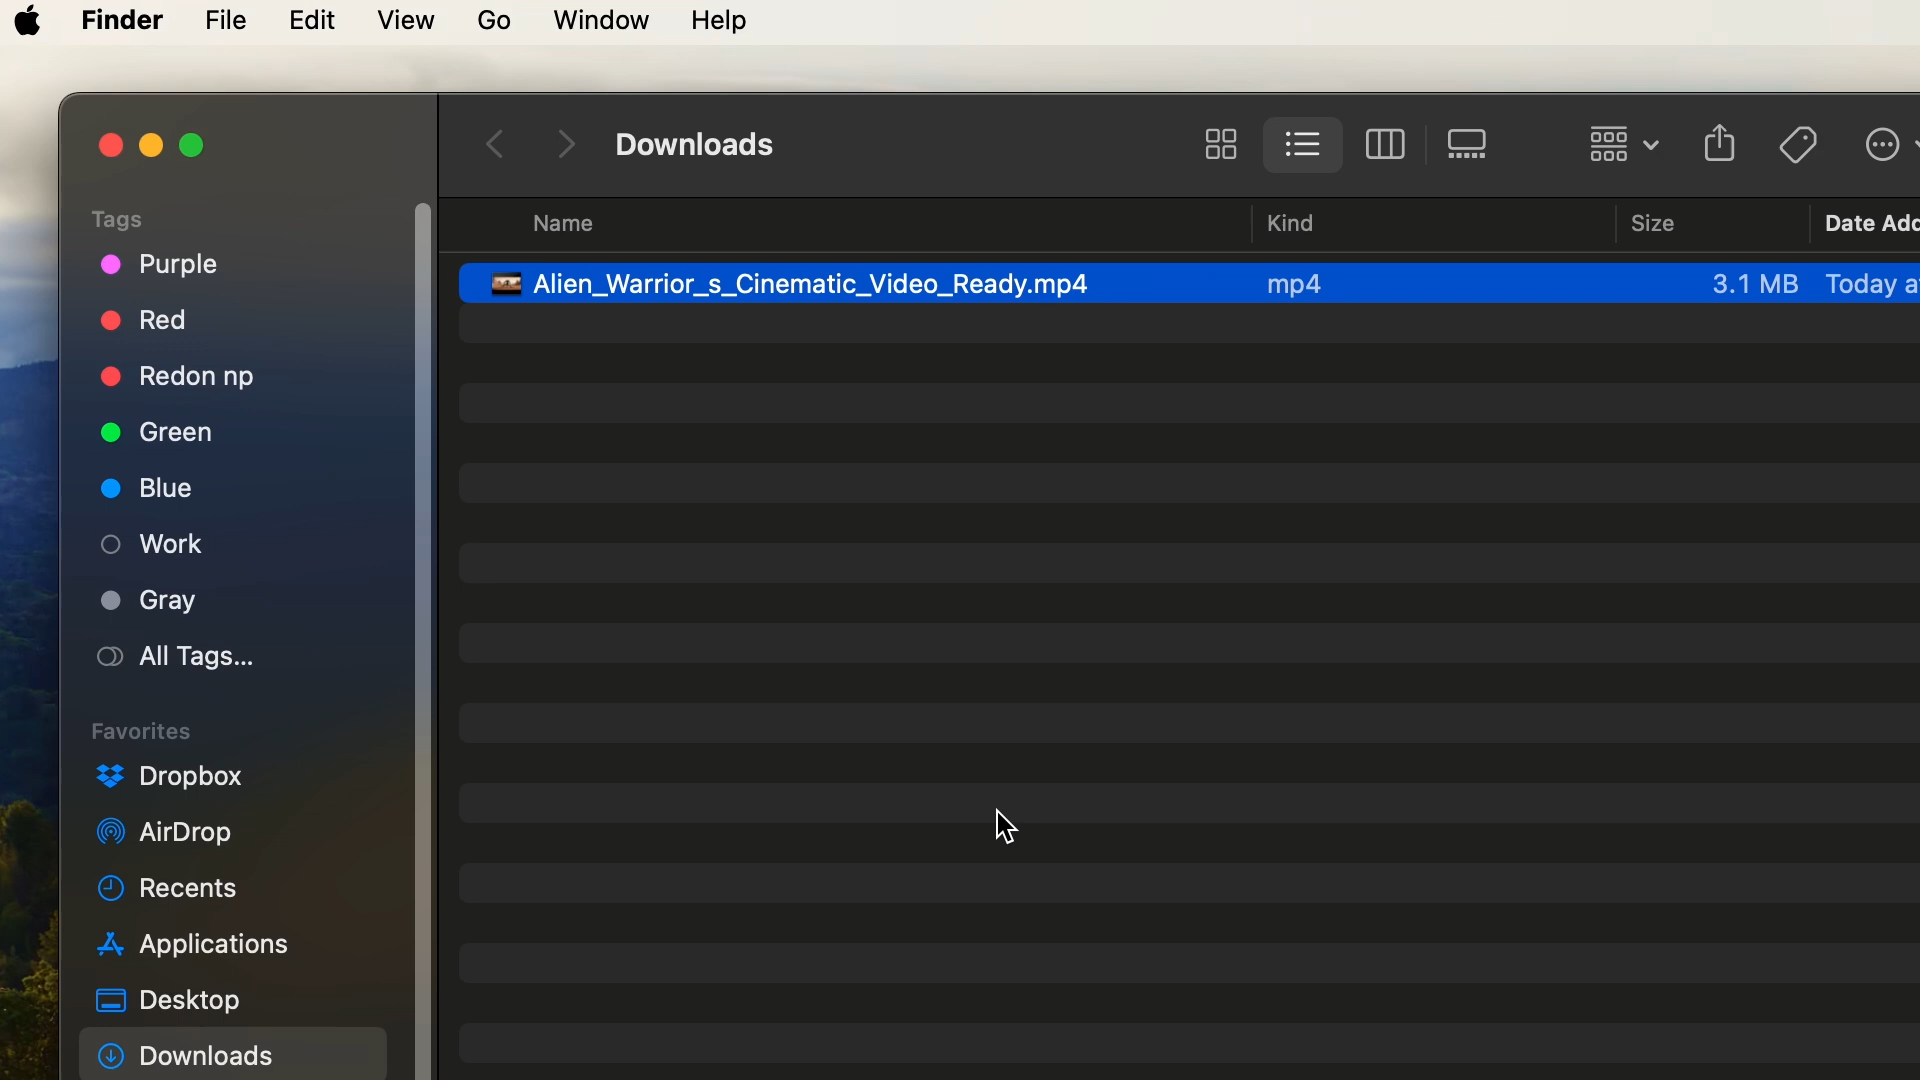 Finder File Edit View Go Window Help
Downloads
Name Kind Size Date Add
Alien_Warrior_s_Cinematic_Video_Ready.mp4 mp4 3.1 MB Today at
Tags
Purple
Red
Redon np
Green
Blue
Work
Gray
All Tags...
Favorites
Dropbox
AirDrop
Recents
Applications
Desktop
Downloads